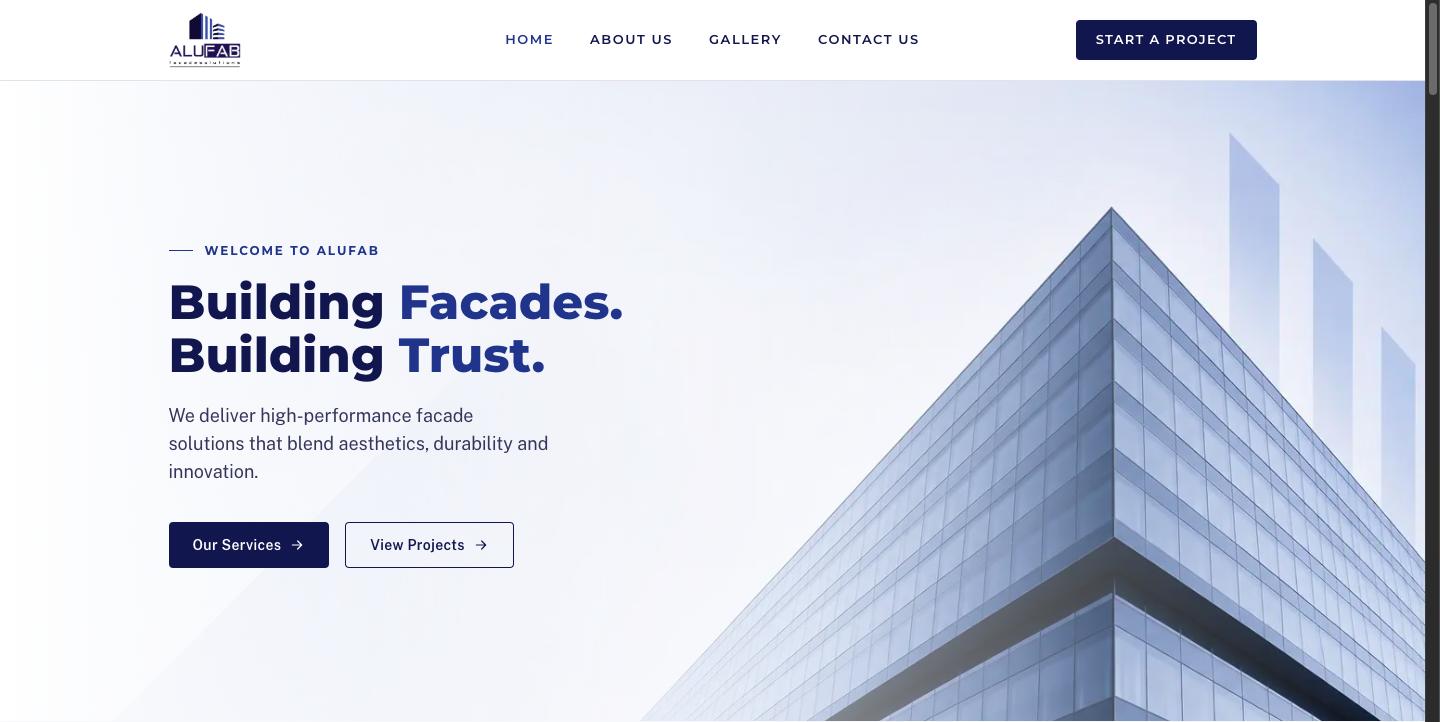 ALUFAB
facadesolutions
HOME
ABOUT US
GALLERY
CONTACT US
START A PROJECT
WELCOME TO ALUFAB
Building Facades.
Building Trust.
We deliver high-performance facade
solutions that blend aesthetics, durability and
innovation.
Our Services →
View Projects →